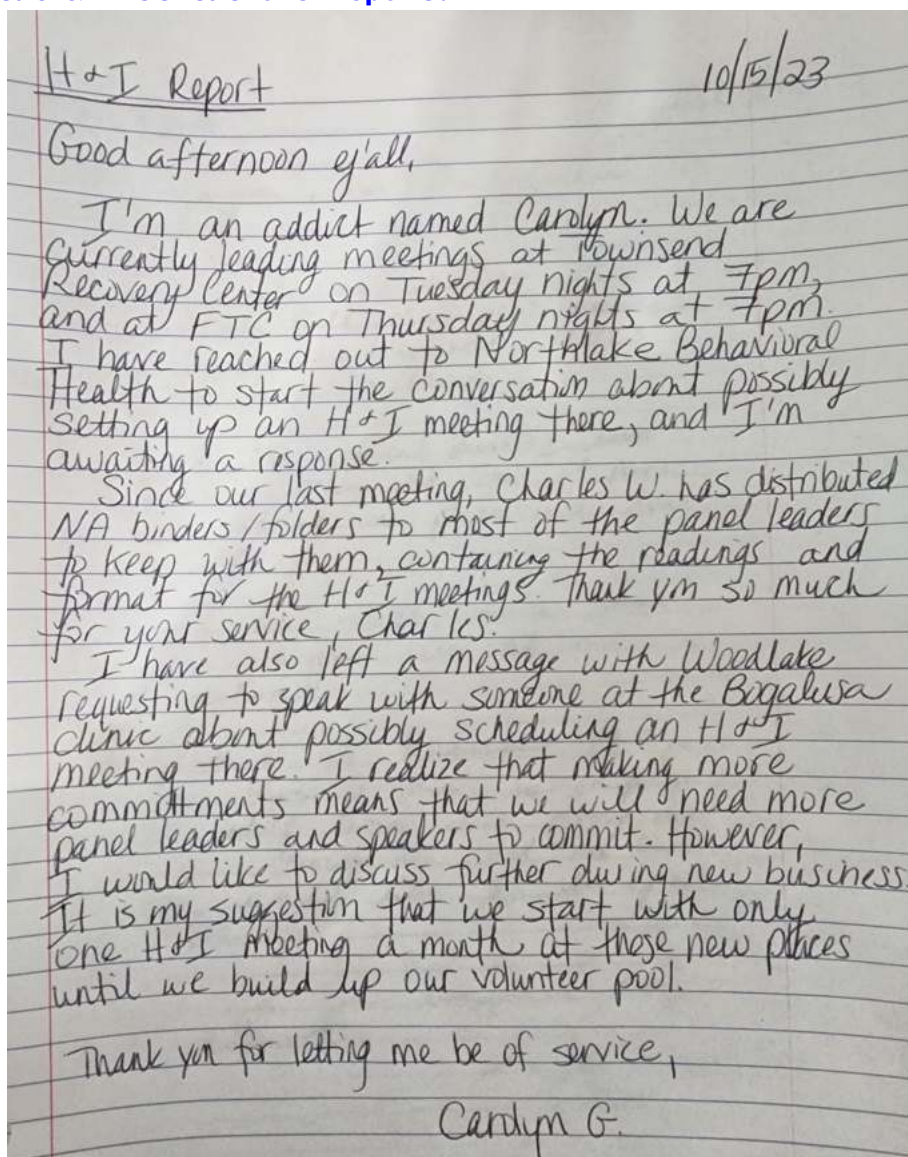 H & I Report 10/15/23
Good afternoon y'all,
I'm an addict named Carolyn. We are
currently leading meetings at Townsend
Recovery Center on Tuesday nights at 7pm,
and at FTC on Thursday nights at 7pm.
I have reached out to Northlake Behavioral
Health to start the conversation about possibly
setting up an H & I meeting there, and I'm
awaiting a response.
Since our last meeting, Charles W. has distributed
NA binders/folders to most of the panel leaders
to keep with them, containing the readings and
format for the H & I meetings. Thank you so much
for your service, Charles.
I have also left a message with Woodlake
requesting to speak with someone at the Bogalusa
clinic about possibly scheduling an H & I
meeting there. I realize that making more
committments means that we will need more
panel leaders and speakers to commit. However,
I would like to discuss further during new business.
It is my suggestion that we start with only
one H & I meeting a month at these new places
until we build up our volunteer pool.
Thank you for letting me be of service,
Carolyn G.